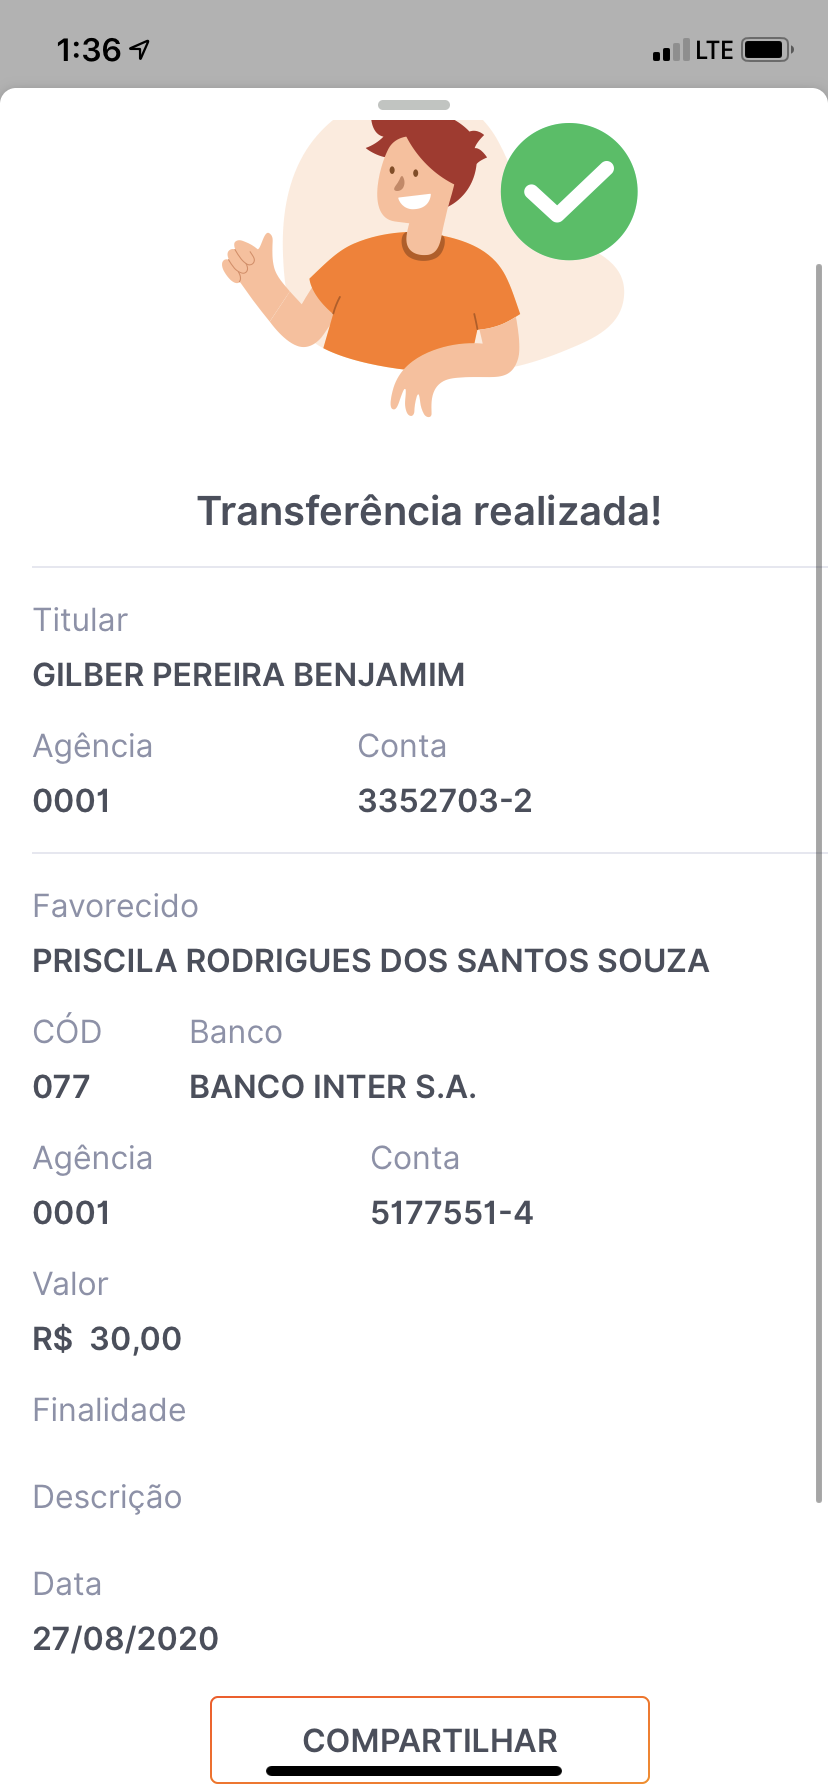 1:36 LTE
Transferência realizada!
Titular
GILBER PEREIRA BENJAMIM
Agência Conta
0001 3352703-2
Favorecido
PRISCILA RODRIGUES DOS SANTOS SOUZA
CÓD Banco
077 BANCO INTER S.A.
Agência Conta
0001 5177551-4
Valor
R$ 30,00
Finalidade
Descrição
Data
27/08/2020
COMPARTILHAR